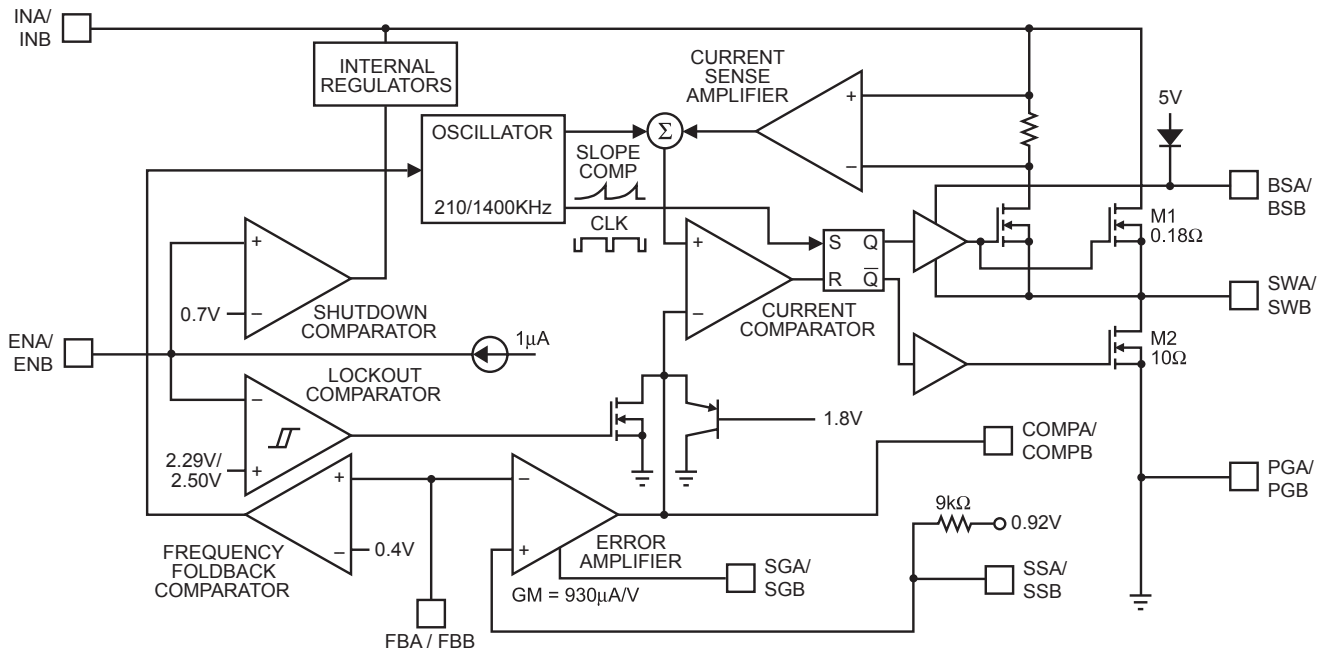 INA/
INB
INTERNAL
REGULATORS
CURRENT
SENSE
AMPLIFIER
+
−
5V
OSCILLATOR
210/1400KHz
Σ
SLOPE
COMP
CLK
BSA/
BSB
M1
0.18Ω
+
−
0.7V
SHUTDOWN
COMPARATOR
+
−
CURRENT
COMPARATOR
S Q
R Q̅
SWA/
SWB
M2
10Ω
ENA/
ENB
1µA
LOCKOUT
COMPARATOR
−
+
2.29V/
2.50V
1.8V
COMPA/
COMPB
PGA/
PGB
+
−
0.4V
FREQUENCY
FOLDBACK
COMPARATOR
−
+
ERROR
AMPLIFIER
GM = 930µA/V
FBA / FBB
SGA/
SGB
9kΩ
0.92V
SSA/
SSB